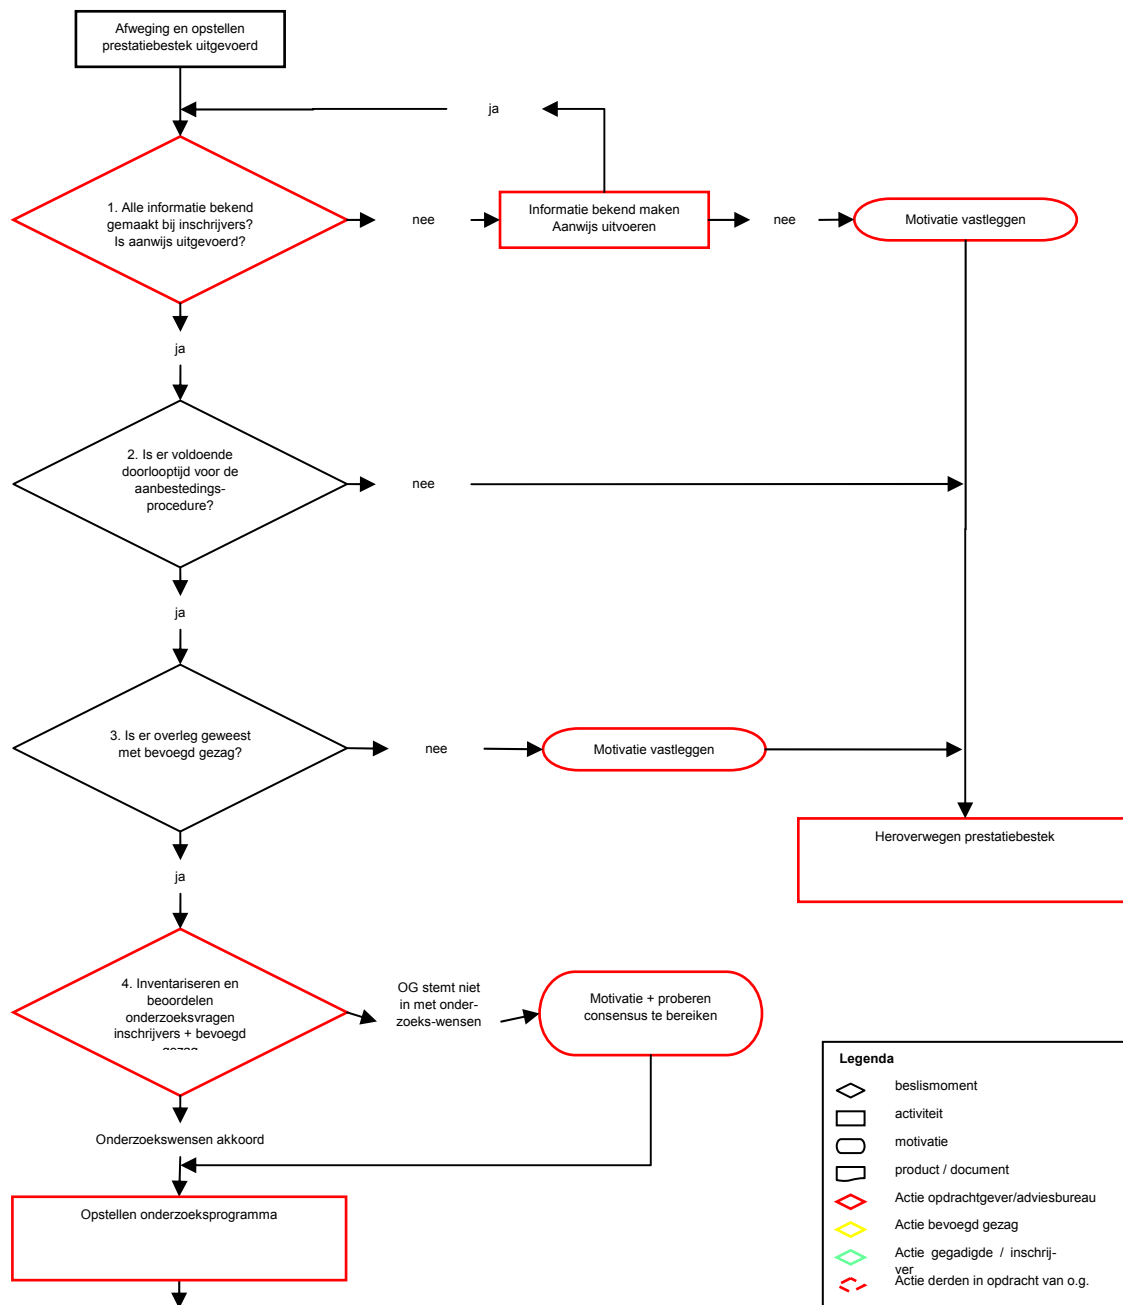 Afweging en opstellen
prestatiebestek uitgevoerd
ja
1. Alle informatie bekend
gemaakt bij inschrijvers?
Is aanwijs uitgevoerd?
nee
Informatie bekend maken
Aanwijs uitvoeren
nee
Motivatie vastleggen
ja
2. Is er voldoende
doorlooptijd voor de
aanbestedings-
procedure?
nee
ja
3. Is er overleg geweest
met bevoegd gezag?
nee
Motivatie vastleggen
Heroverwegen prestatiebestek
ja
4. Inventariseren en
beoordelen
onderzoeksvragen
inschrijvers + bevoegd
OG stemt niet
in met onder-
zoeks-wensen
Motivatie + proberen
consensus te bereiken
Onderzoekswensen akkoord
Opstellen onderzoeksprogramma
Legenda
beslismoment
activiteit
motivatie
product / document
Actie opdrachtgever/adviesbureau
Actie bevoegd gezag
Actie gegadigde / inschrij-
ver
Actie derden in opdracht van o.g.